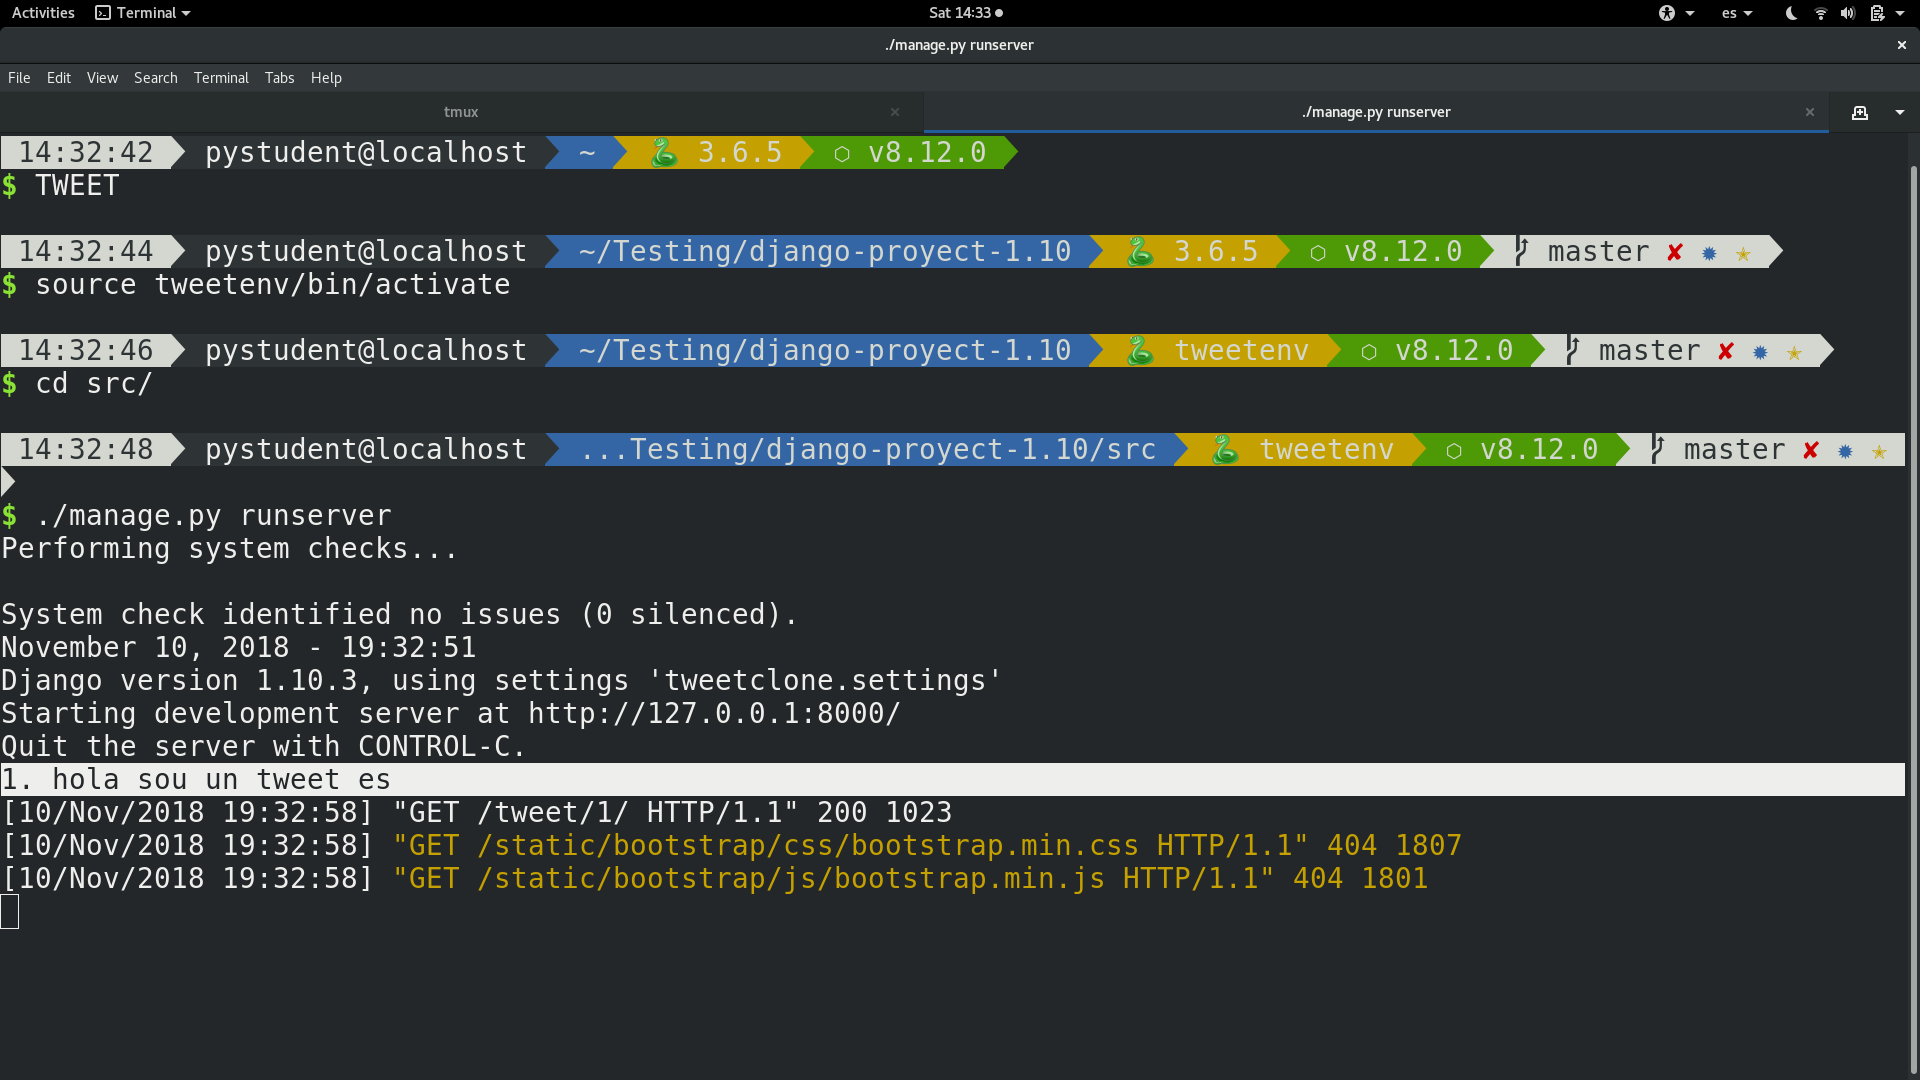 Activities Terminal Sat 14:33 es
./manage.py runserver
File Edit View Search Terminal Tabs Help
tmux ./manage.py runserver
14:32:42 pystudent@localhost ~ 3.6.5 v8.12.0
$ TWEET
14:32:44 pystudent@localhost ~/Testing/django-proyect-1.10 3.6.5 v8.12.0 master ✘
$ source tweetenv/bin/activate
14:32:46 pystudent@localhost ~/Testing/django-proyect-1.10 tweetenv v8.12.0 master ✘
$ cd src/
14:32:48 pystudent@localhost ...Testing/django-proyect-1.10/src tweetenv v8.12.0 master ✘
$ ./manage.py runserver
Performing system checks...
System check identified no issues (0 silenced).
November 10, 2018 - 19:32:51
Django version 1.10.3, using settings 'tweetclone.settings'
Starting development server at http://127.0.0.1:8000/
Quit the server with CONTROL-C.
1. hola sou un tweet es
[10/Nov/2018 19:32:58] "GET /tweet/1/ HTTP/1.1" 200 1023
[10/Nov/2018 19:32:58] "GET /static/bootstrap/css/bootstrap.min.css HTTP/1.1" 404 1807
[10/Nov/2018 19:32:58] "GET /static/bootstrap/js/bootstrap.min.js HTTP/1.1" 404 1801